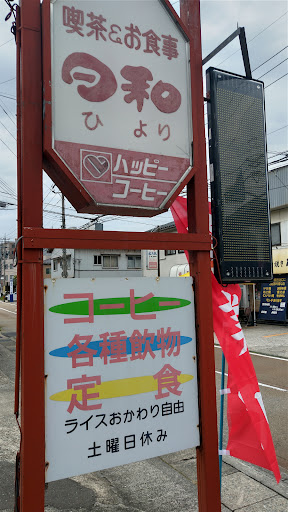 喫茶&お食事
日和
ひより
ハッピー
コーヒー
コーヒー
各種飲物
定食
ライスおかわり自由
土曜日休み